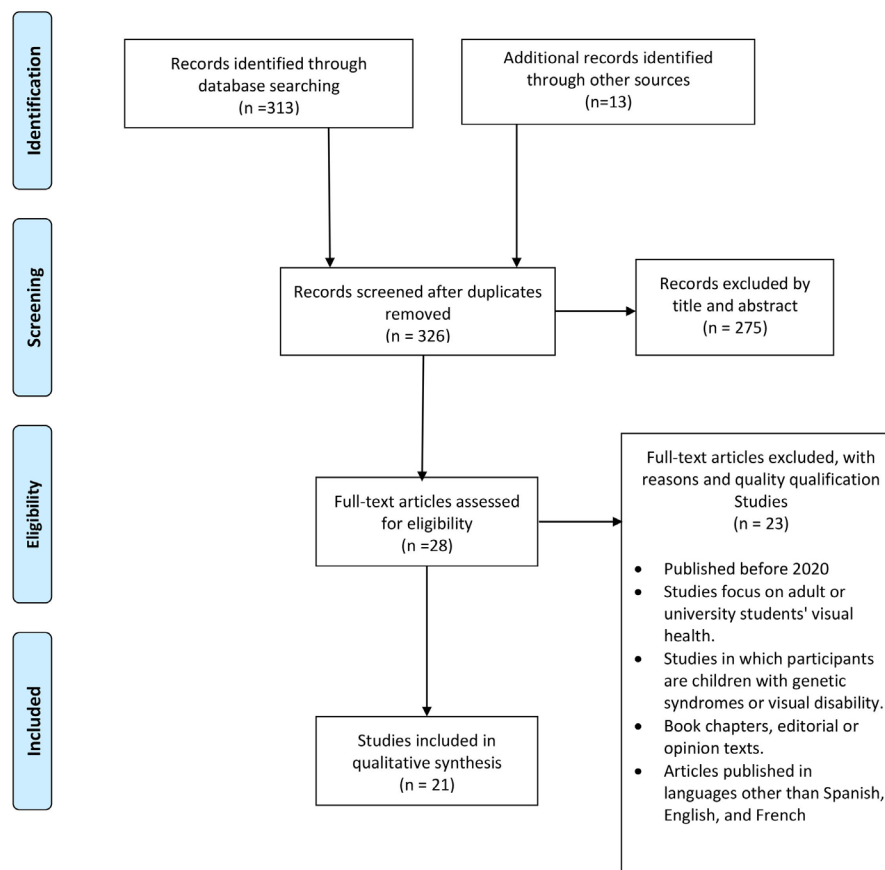 Identification
Records identified through
database searching
(n =313)
Additional records identified
through other sources
(n=13)
Screening
Records screened after duplicates
removed
(n = 326)
Records excluded by
title and abstract
(n = 275)
Eligibility
Full-text articles assessed
for eligibility
(n =28)
Full-text articles excluded, with
reasons and quality qualification
Studies
(n = 23)
• Published before 2020
• Studies focus on adult or
university students' visual
health.
• Studies in which participants
are children with genetic
syndromes or visual disability.
• Book chapters, editorial or
opinion texts.
• Articles published in
languages other than Spanish,
English, and French
Included
Studies included in
qualitative synthesis
(n = 21)